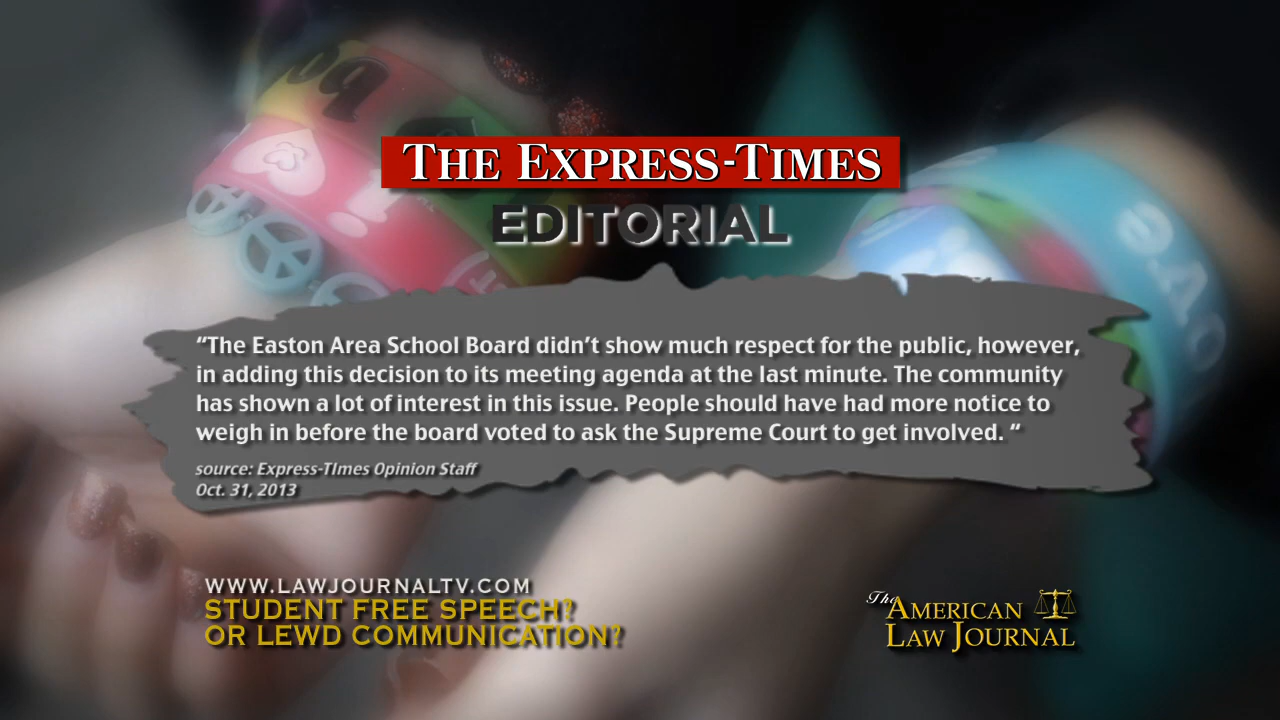 THE EXPRESS-TIMES
EDITORIAL
“The Easton Area School Board didn’t show much respect for the public, however,
in adding this decision to its meeting agenda at the last minute. The community
has shown a lot of interest in this issue. People should have had more notice to
weigh in before the board voted to ask the Supreme Court to get involved. “
source: Express-TImes Opinion Staff
Oct. 31, 2013
WWW.LAWJOURNALTV.COM
STUDENT FREE SPEECH?
OR LEWD COMMUNICATION?
The
AMERICAN
LAW JOURNAL